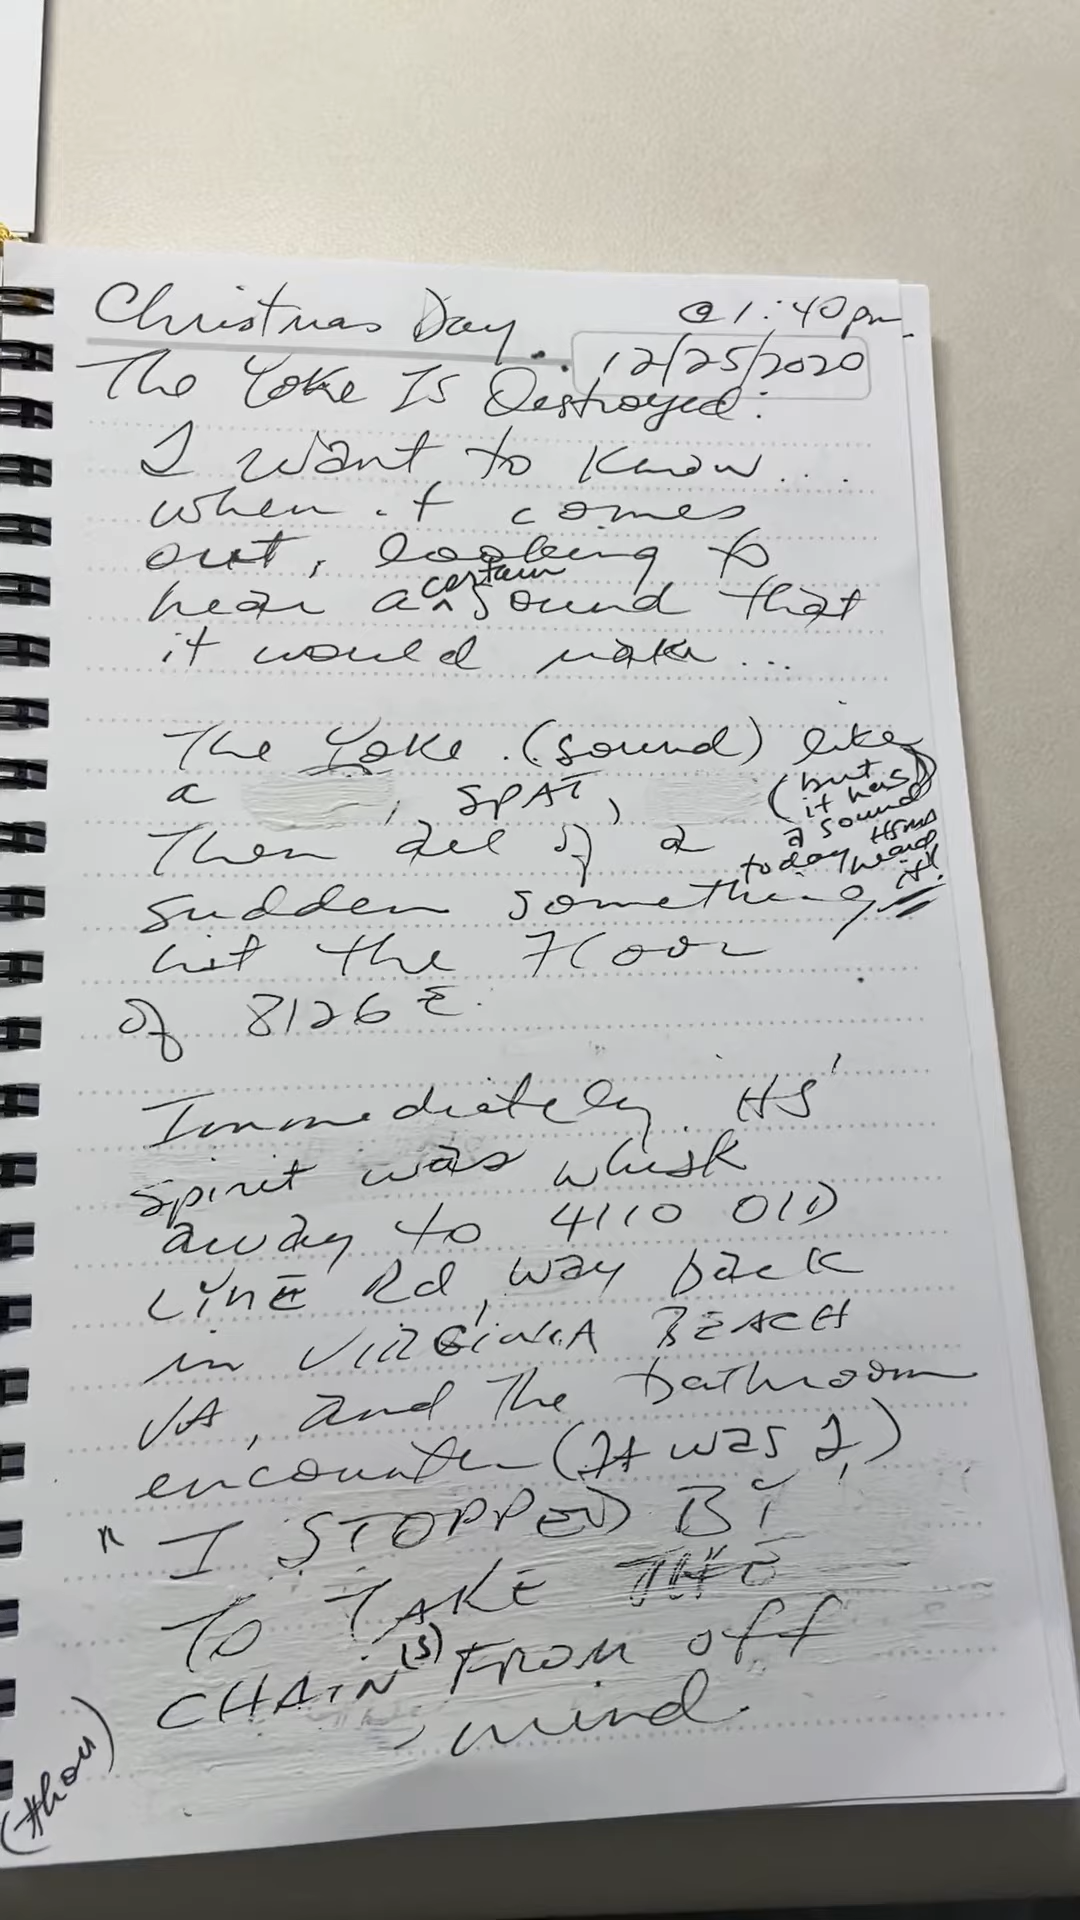 Christmas Day. @ 1:40pm
12/25/2020
The Yoke Is Destroyed:
I want to know....
when it comes
out, looking to
hear a ^certain sound that
it would make...
The Yoke (sound) like
a , SPAT,
(but
it has)
a sound
today HSMA
heard
it!
Then all of a
sudden something
hit the Floor
of 8126 E.
Immediately HS'
spirit was whisk
away to 4110 OlD
LinE Rd, way back
in VIRGiNiA BEACH
VA, and the bathroom
encounter (It was I,)
" I STOPPED BY
To TAKE THE
CHAiN(S) FROM off
mind.
(thou)